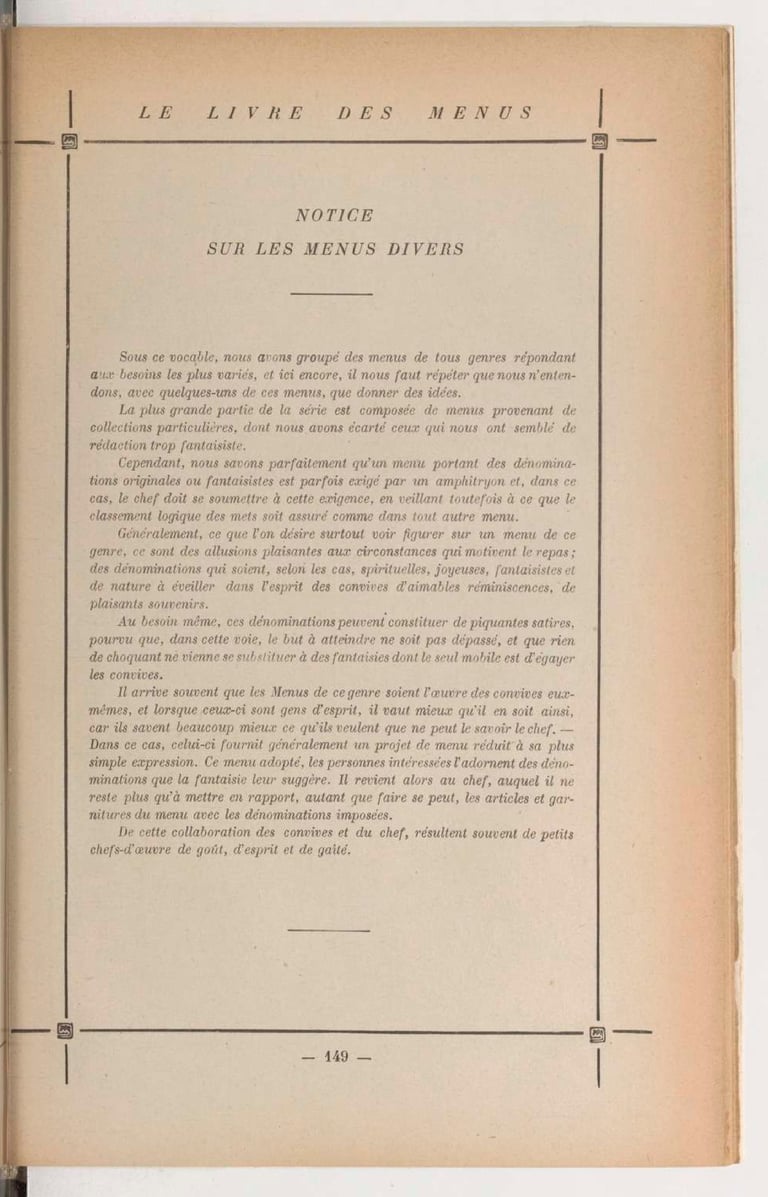 LE LIVRE DES MENUS
NOTICE
SUR LES MENUS DIVERS
Sous ce vocable, nous avons groupé des menus de tous genres répondant
aux besoins les plus variés, et ici encore, il nous faut répéter que nous n'enten-
dons, avec quelques-uns de ces menus, que donner des idées.
La plus grande partie de la série est composée de menus provenant de
collections particulières, dont nous avons écarté ceux qui nous ont semblé de
rédaction trop fantaisiste.
Cependant, nous savons parfaitement qu'un menu portant des dénomina-
tions originales ou fantaisistes est parfois exigé par un amphitryon et, dans ce
cas, le chef doit se soumettre à cette exigence, en veillant toutefois à ce que le
classement logique des mets soit assuré comme dans tout autre menu.
Généralement, ce que l'on désire surtout voir figurer sur un menu de ce
genre, ce sont des allusions plaisantes aux circonstances qui motivent le repas ;
des dénominations qui soient, selon les cas, spirituelles, joyeuses, fantaisistes et
de nature à éveiller dans l'esprit des convives d'aimables réminiscences, de
plaisants souvenirs.
Au besoin même, ces dénominations peuvent constituer de piquantes satires,
pourvu que, dans cette voie, le but à atteindre ne soit pas dépassé, et que rien
de choquant ne vienne se substituer à des fantaisies dont le seul mobile est d'égayer
les convives.
Il arrive souvent que les Menus de ce genre soient l'œuvre des convives eux-
mêmes, et lorsque ceux-ci sont gens d'esprit, il vaut mieux qu'il en soit ainsi,
car ils savent beaucoup mieux ce qu'ils veulent que ne peut le savoir le chef. —
Dans ce cas, celui-ci fournit généralement un projet de menu réduit à sa plus
simple expression. Ce menu adopté, les personnes intéressées l'adornent des déno-
minations que la fantaisie leur suggère. Il revient alors au chef, auquel il ne
reste plus qu'à mettre en rapport, autant que faire se peut, les articles et gar-
nitures du menu avec les dénominations imposées.
De cette collaboration des convives et du chef, résultent souvent de petits
chefs-d'œuvre de goût, d'esprit et de gaîté.
— 149 —